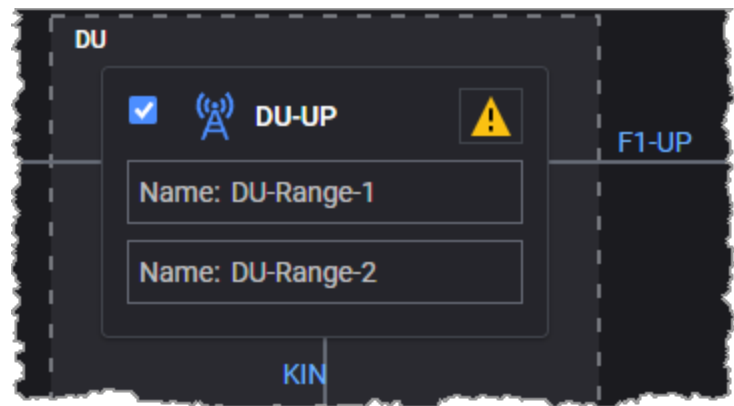 DU
DU-UP
F1-UP
Name: DU-Range-1
Name: DU-Range-2
KIN